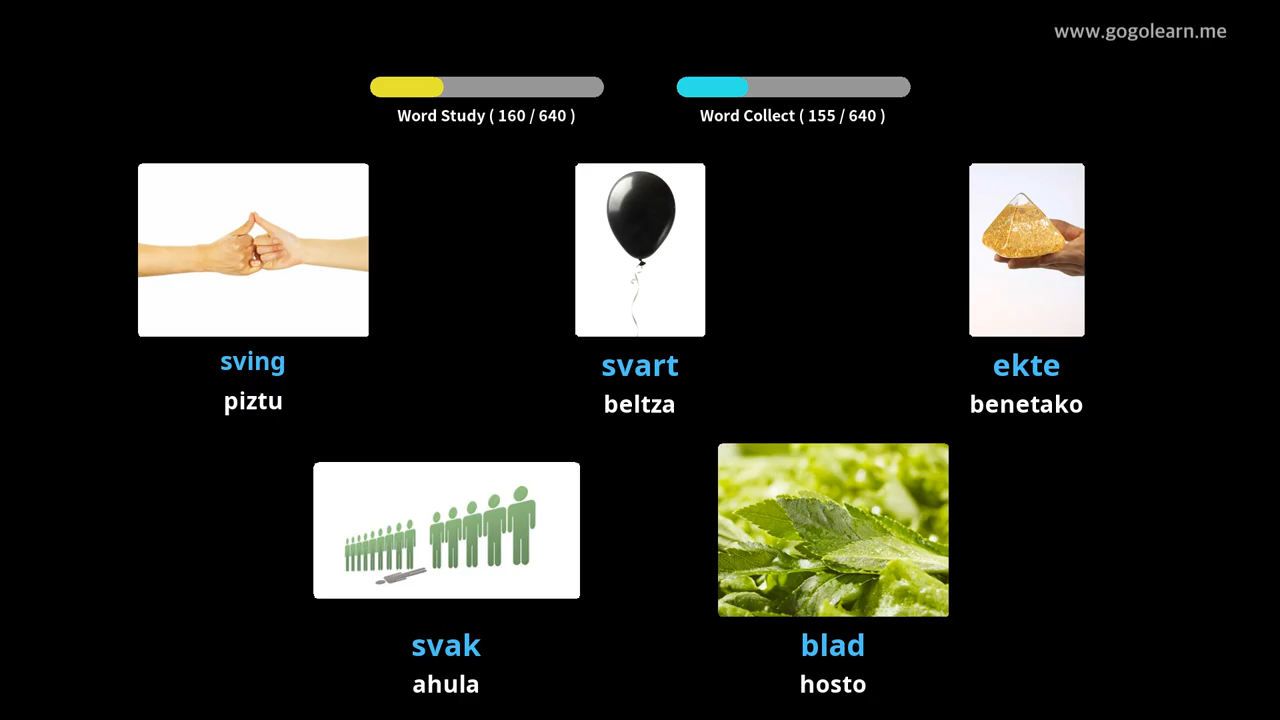 www.gogolearn.me
Word Study ( 160 / 640 )
Word Collect ( 155 / 640 )
sving
piztu
svart
beltza
ekte
benetako
svak
ahula
blad
hosto